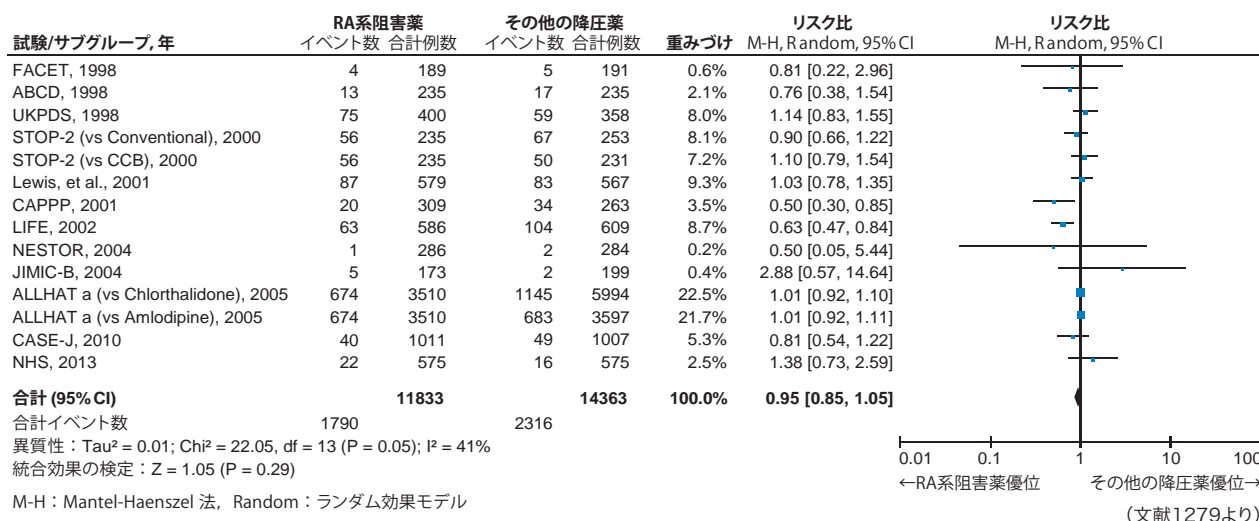 RA系阻害薬 その他の降圧薬 リスク比 リスク比
試験/サブグループ, 年 イベント数 合計例数 イベント数 合計例数 重みづけ M-H, Random, 95% CI M-H, Random, 95% CI
FACET, 1998 4 189 5 191 0.6% 0.81 [0.22, 2.96]
ABCD, 1998 13 235 17 235 2.1% 0.76 [0.38, 1.54]
UKPDS, 1998 75 400 59 358 8.0% 1.14 [0.83, 1.55]
STOP-2 (vs Conventional), 2000 56 235 67 253 8.1% 0.90 [0.66, 1.22]
STOP-2 (vs CCB), 2000 56 235 50 231 7.2% 1.10 [0.79, 1.54]
Lewis, et al., 2001 87 579 83 567 9.3% 1.03 [0.78, 1.35]
CAPPP, 2001 20 309 34 263 3.5% 0.50 [0.30, 0.85]
LIFE, 2002 63 586 104 609 8.7% 0.63 [0.47, 0.84]
NESTOR, 2004 1 286 2 284 0.2% 0.50 [0.05, 5.44]
JIMIC-B, 2004 5 173 2 199 0.4% 2.88 [0.57, 14.64]
ALLHAT a (vs Chlorthalidone), 2005 674 3510 1145 5994 22.5% 1.01 [0.92, 1.10]
ALLHAT a (vs Amlodipine), 2005 674 3510 683 3597 21.7% 1.01 [0.92, 1.11]
CASE-J, 2010 40 1011 49 1007 5.3% 0.81 [0.54, 1.22]
NHS, 2013 22 575 16 575 2.5% 1.38 [0.73, 2.59]
合計 (95% CI) 11833 14363 100.0% 0.95 [0.85, 1.05]
合計イベント数 1790 2316
異質性：Tau² = 0.01; Chi² = 22.05, df = 13 (P = 0.05); I² = 41%
統合効果の検定：Z = 1.05 (P = 0.29)
0.01 0.1 1 10 100
←RA系阻害薬優位 その他の降圧薬優位→
M-H：Mantel-Haenszel 法，Random：ランダム効果モデル
（文献1279より）